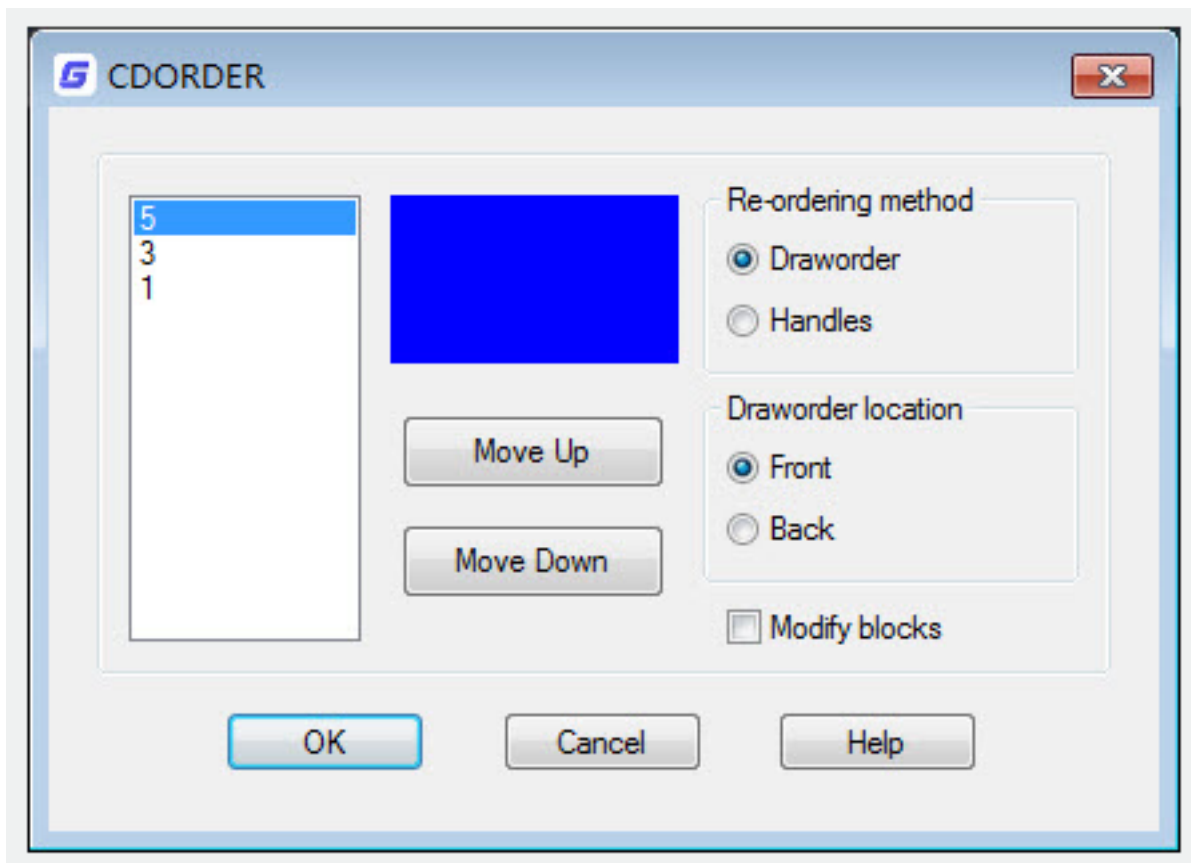 CDORDER
5
3
1
Move Up
Move Down
Re-ordering method
Draworder
Handles
Draworder location
Front
Back
Modify blocks
OK
Cancel
Help